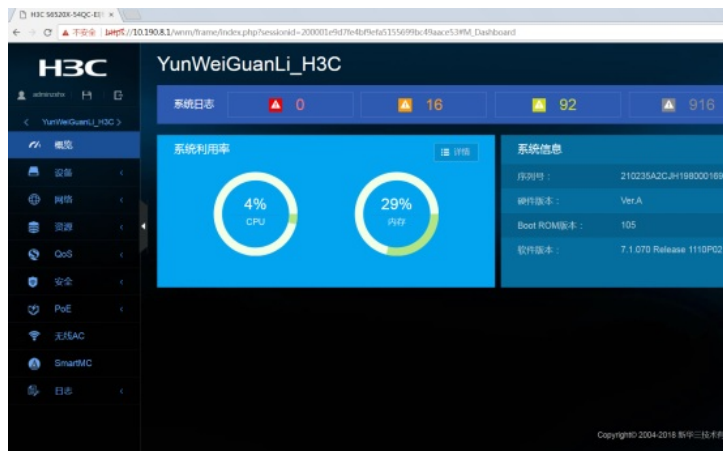 H3C S6520X-54QC-EI
不安全 https://10.190.8.1/wnm/frame/index.php?sessionid=200001e9d7fe4bf9efa5155699bc49aace53#M_Dashboard
H3C
YunWeiGuanLi_H3C
YunWeiGuanLi_H3C
系统日志 0 16 92 916
概览
设备
网络
资源
QoS
安全
PoE
无线AC
SmartMC
日志
系统利用率 详情
4%
CPU
29%
内存
系统信息
序列号： 210235A2CJH198000169
硬件版本： Ver.A
Boot ROM版本： 105
软件版本： 7.1.070 Release 1110P02
Copyright© 2004-2018 新华三技术有